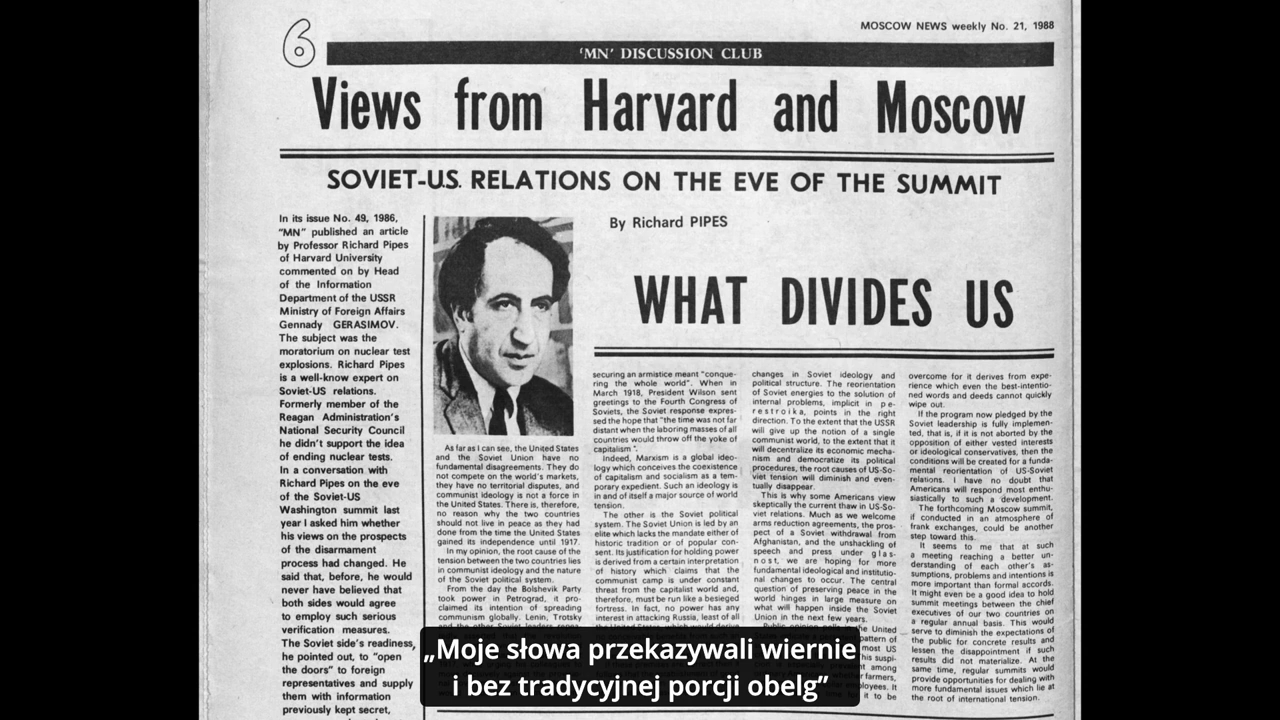 6
MOSCOW NEWS weekly No. 21, 1988
‘MN’ DISCUSSION CLUB
Views from Harvard and Moscow
SOVIET-U.S. RELATIONS ON THE EVE OF THE SUMMIT
In its issue No. 49, 1986,
“MN” published an article
by Professor Richard Pipes
of Harvard University
commented on by Head
of the Information
Department of the USSR
Ministry of Foreign Affairs
Gennady GERASIMOV.
The subject was the
moratorium on nuclear test
explosions. Richard Pipes
is a well-know expert on
Soviet-US relations.
Formerly member of the
Reagan Administration’s
National Security Council
he didn’t support the idea
of ending nuclear tests.
In a conversation with
Richard Pipes on the eve
of the Soviet-US
Washington summit last
year I asked him whether
his views on the prospects
of the disarmament
process had changed. He
said that, before, he would
never have believed that
both sides would agree
to employ such serious
verification measures.
The Soviet side’s readiness,
he pointed out, to “open
the doors” to foreign
representatives and supply
them with information
previously kept secret,
By Richard PIPES
WHAT DIVIDES US
As far as I can see, the United States
and the Soviet Union have no
fundamental disagreements. They do
not compete on the world’s markets,
they have no territorial disputes, and
communist ideology is not a force in
the United States. There is, therefore,
no reason why the two countries
should not live in peace as they had
done from the time the United States
gained its independence until 1917.
In my opinion, the root cause of the
tension between the two countries lies
in communist ideology and the nature
of the Soviet political system.
From the day the Bolshevik Party
took power in Petrograd, it pro-
claimed its intention of spreading
communism globally. Lenin, Trotsky
and the other Soviet leaders
securing an armistice meant “conque-
ring the whole world”. When in
March 1918, President Wilson sent
greetings to the Fourth Congress of
Soviets, the Soviet response expres-
sed the hope that “the time was not far
distant when the laboring masses of all
countries would throw off the yoke of
capitalism”.
Indeed, Marxism is a global ideo-
logy which conceives the coexistence
of capitalism and socialism as a tem-
porary expedient. Such an ideology is
in and of itself a major source of world
tension.
The other is the Soviet political
system. The Soviet Union is led by an
elite which lacks the mandate either of
historic tradition or of popular con-
sent. Its justification for holding power
is derived from a certain interpretation
of history which claims that the
communist camp is under constant
threat from the capitalist world and,
therefore, must be run like a besieged
fortress. In fact, no power has any
interest in attacking Russia, least of all
the United States, which would derive
changes in Soviet ideology and
political structure. The reorientation
of Soviet energies to the solution of
internal problems, implicit in pe-
restroika, points in the right
direction. To the extent that the USSR
will give up the notion of a single
communist world, to the extent that it
will decentralize its economic mecha-
nism and democratize its political
procedures, the root causes of US-So-
viet tension will diminish and even-
tually disappear.
This is why some Americans view
skeptically the current thaw in US-So-
viet relations. Much as we welcome
arms reduction agreements, the pros-
pect of a Soviet withdrawal from
Afghanistan, and the unshackling of
speech and press under glas-
nost, we are hoping for more
fundamental ideological and institutio-
nal changes to occur. The central
question of preserving peace in the
world hinges in large measure on
what will happen inside the Soviet
Union in the next few years.
United
pattern of
most US
his suspi-
among
farmers,
employees. It
it to be
overcome for it derives from expe-
rience which even the best-intentio-
ned words and deeds cannot quickly
wipe out.
If the program now pledged by the
Soviet leadership is fully implemen-
ted, that is, if it is not aborted by the
opposition of either vested interests
or ideological conservatives, then the
conditions will be created for a funda-
mental reorientation of US-Soviet
relations. I have no doubt that
Americans will respond most enthu-
siastically to such a development.
The forthcoming Moscow summit,
if conducted in an atmosphere of
frank exchanges, could be another
step toward this.
It seems to me that at such
a meeting reaching a better un-
derstanding of each other’s as-
sumptions, problems and intentions is
more important than formal accords.
It might even be a good idea to hold
summit meetings between the chief
executives of our two countries on
a regular annual basis. This would
serve to diminish the expectations of
the public for concrete results and
lessen the disappointment if such
results did not materialize. At the
same time, regular summits would
provide opportunities for dealing with
more fundamental issues which lie at
the root of international tension.
„Moje słowa przekazywali wiernie
i bez tradycyjnej porcji obelg”